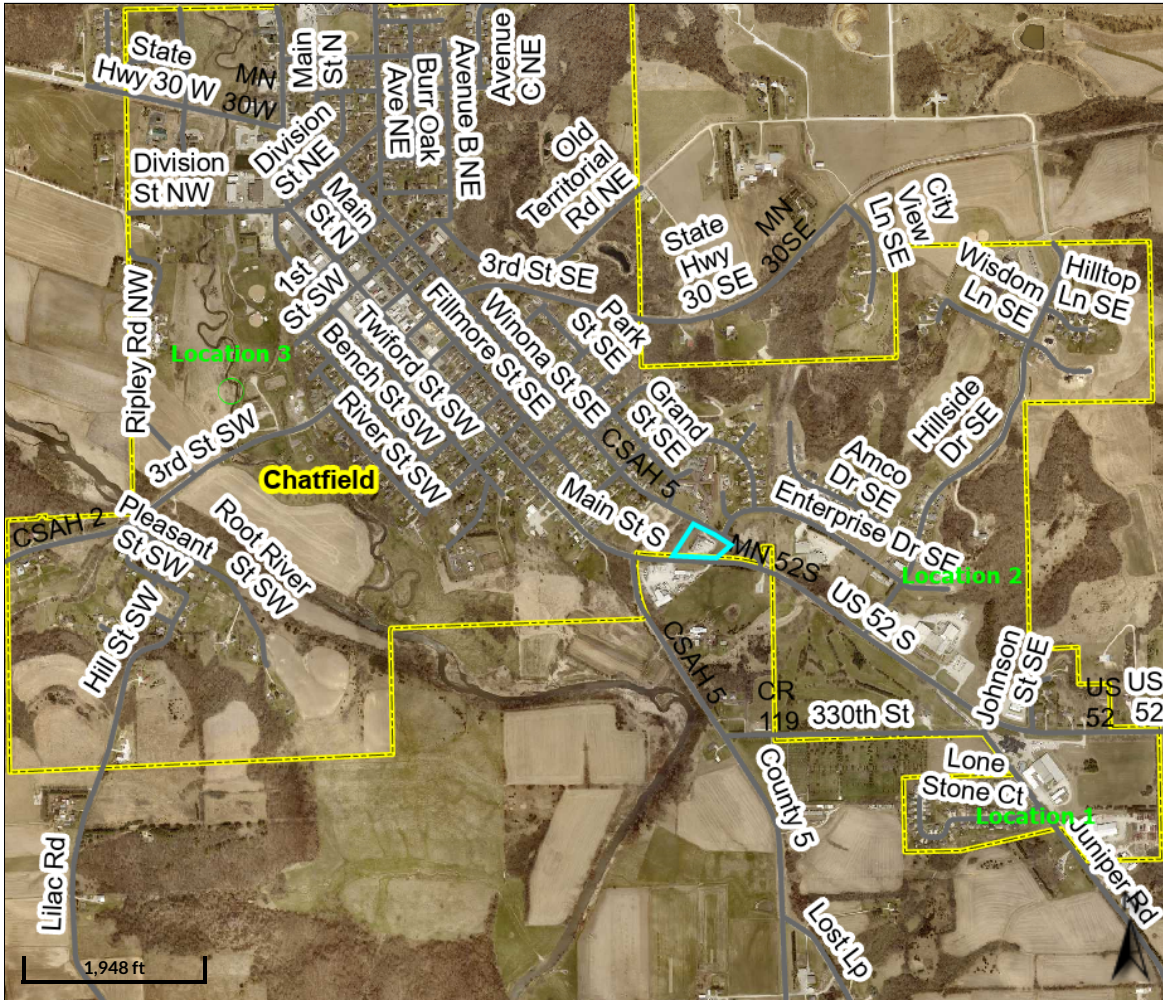 State
Hwy 30 W
MN
30W
Main
St N
Burr Oak
Ave NE
Avenue B NE
Avenue
C NE
Division
St NW
Division
St NE
Main
St N
Old
Territorial
Rd NE
State
Hwy
30 SE
MN
30SE
City
View
Ln SE
Wisdom
Ln SE
Hilltop
Ln SE
3rd St SE
Park
St SE
1st
St SW
Ripley Rd NW
Location 3
Twiford St SW
Bench St SW
Fillmore St SE
Winona St SE
Grand
St SE
River St SW
3rd St SW
Chatfield
CSAH 5
Hillside
Dr SE
Amco
Dr SE
Enterprise Dr SE
Main St S
MN 52S
Location 2
US 52 S
CSAH 2
Pleasant
St SW
Root River
Hill St SW
CSAH 5
CR
119
330th St
Johnson
St SE
US
52
US
52
Lone
Stone Ct
Location 1
County 5
Juniper Rd
Lilac Rd
Lost Lp
1,948 ft